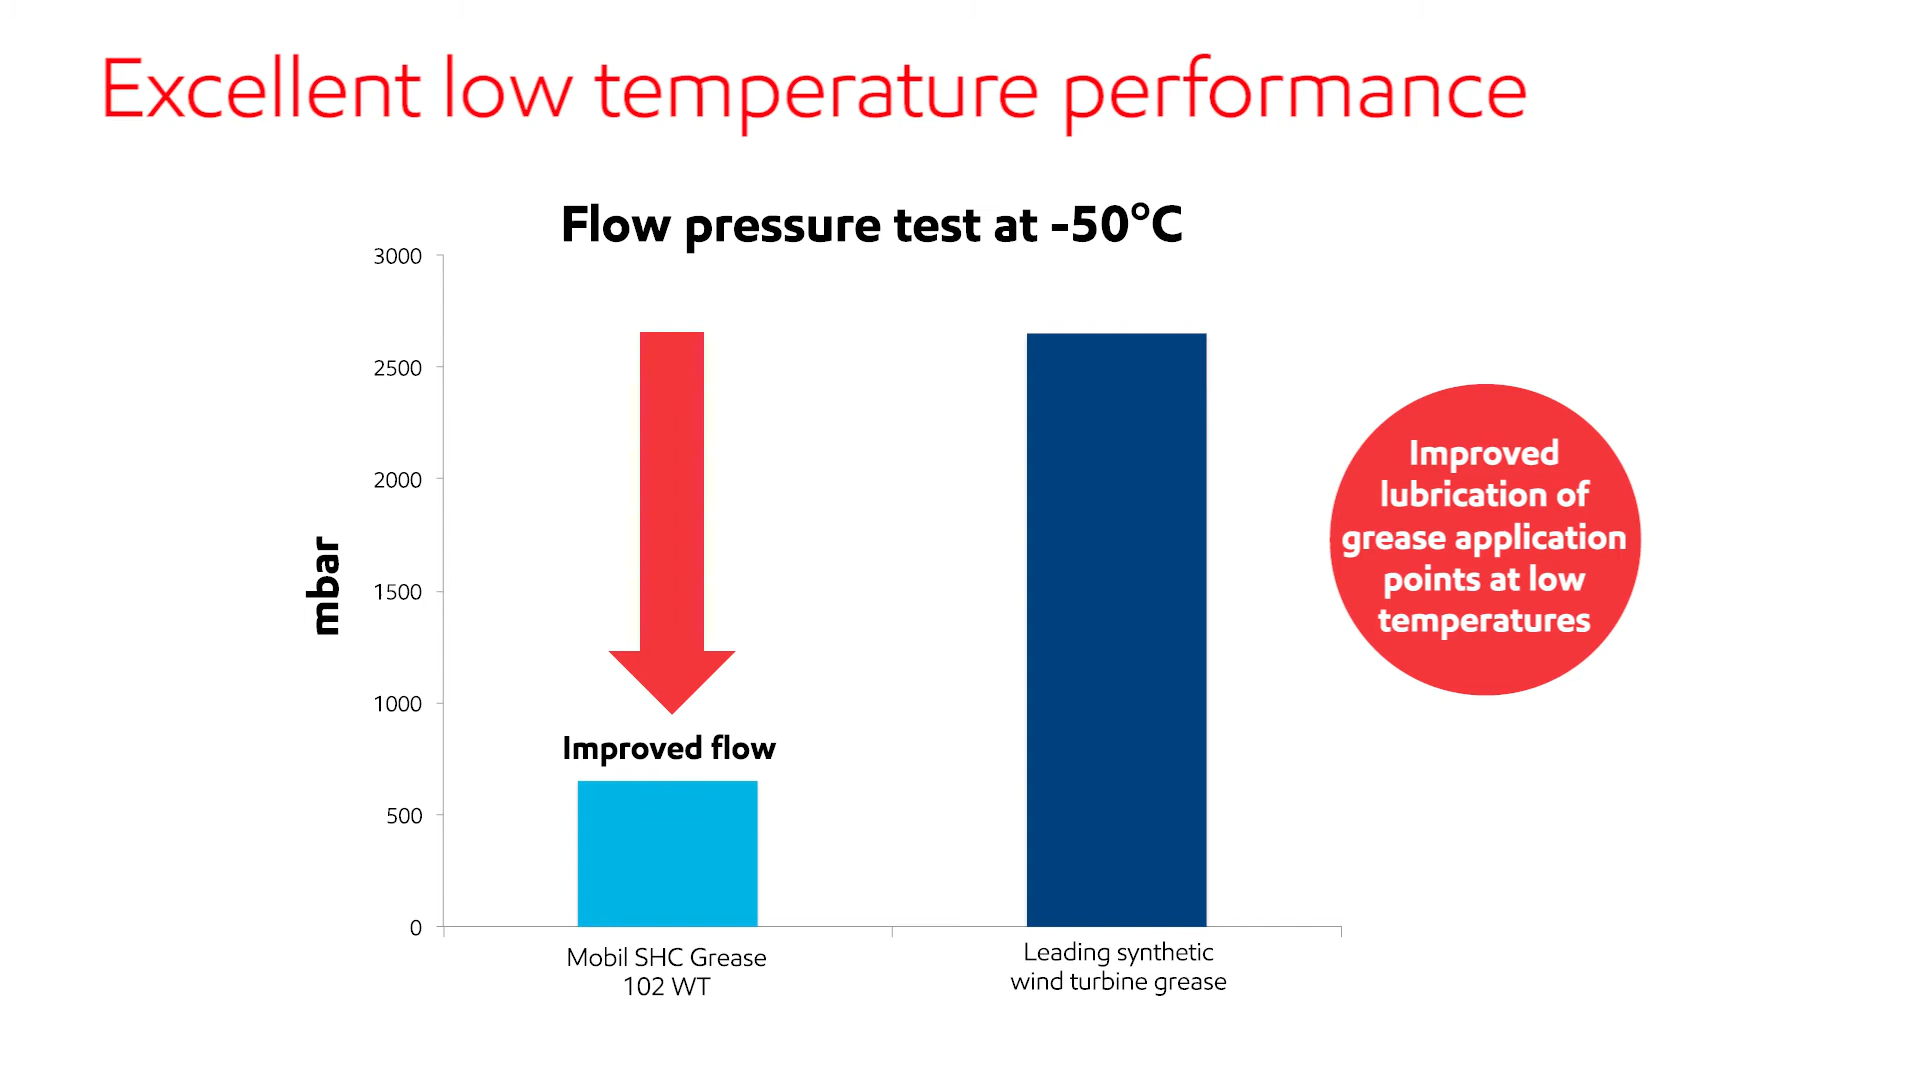 Excellent low temperature performance
Flow pressure test at -50°C
3000
2500
2000
1500
1000
500
0
mbar
Improved flow
Mobil SHC Grease
102 WT
Leading synthetic
wind turbine grease
Improved
lubrication of
grease application
points at low
temperatures